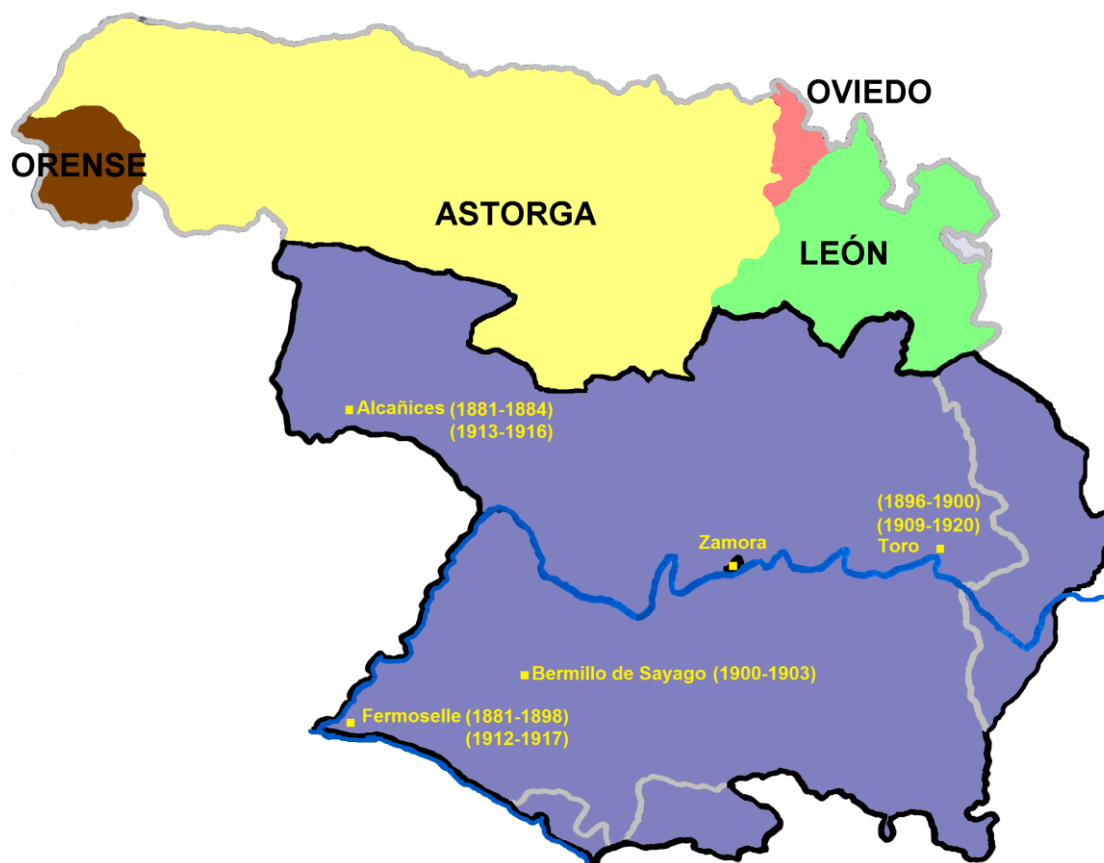 OVIEDO
ORENSE
ASTORGA
LEÓN
Alcañices (1881-1884)
(1913-1916)
(1896-1900)
(1909-1920)
Toro
Zamora
Bermillo de Sayago (1900-1903)
Fermoselle (1881-1898)
(1912-1917)